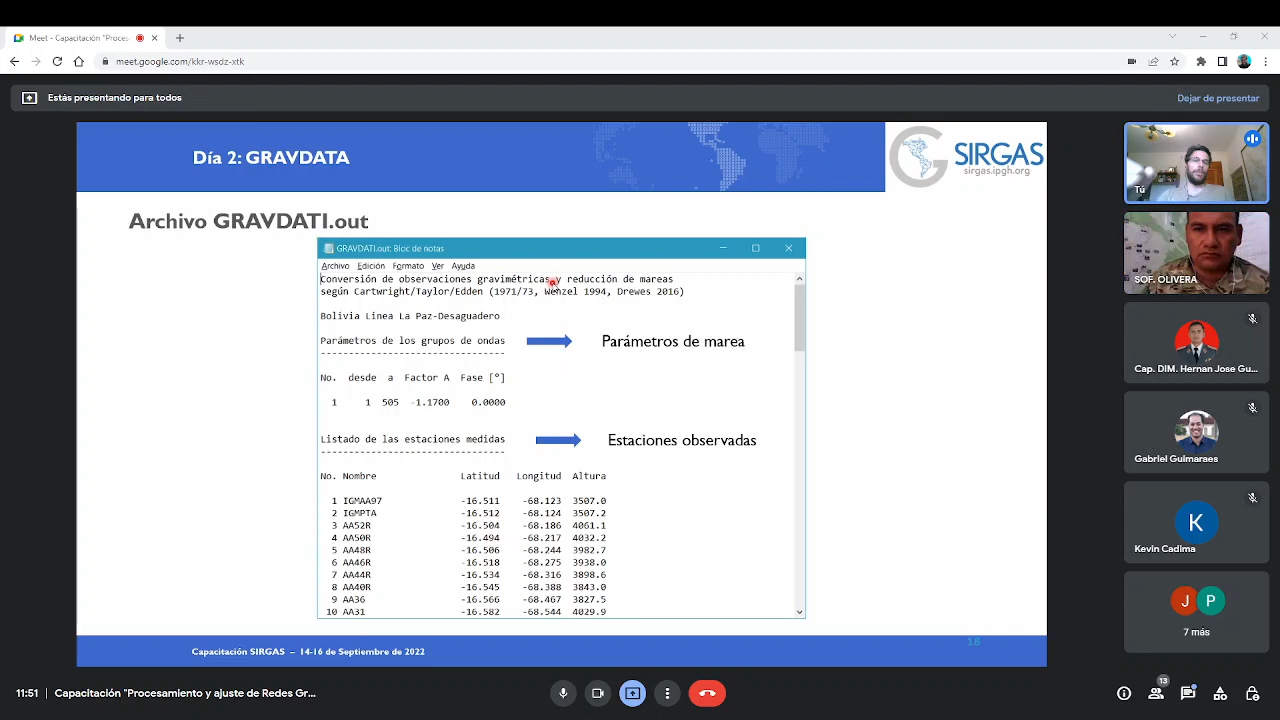 Meet - Capacitación "Proces
meet.google.com/kkr-wsdz-xtk
Estás presentando para todos
Dejar de presentar
Día 2: GRAVDATA
SIRGAS
sirgas.ipgh.org
Archivo GRAVDATI.out
GRAVDATI.out: Bloc de notas
Archivo Edición Formato Ver Ayuda
Conversión de observaciones gravimétricas y reducción de mareas
según Cartwright/Taylor/Edden (1971/73, Wenzel 1994, Drewes 2016)
Bolivia Linea La Paz-Desaguadero
Parámetros de los grupos de ondas
Parámetros de marea
---------------------------------
No. desde a Factor A Fase [°]
1 1 505 -1.1700 0.0000
Listado de las estaciones medidas
Estaciones observadas
---------------------------------
No. Nombre Latitud Longitud Altura
1 IGMAA97 -16.511 -68.123 3507.0
2 IGMPTA -16.512 -68.124 3507.2
3 AA52R -16.504 -68.186 4061.1
4 AA50R -16.494 -68.217 4032.2
5 AA48R -16.506 -68.244 3982.7
6 AA46R -16.518 -68.275 3938.0
7 AA44R -16.534 -68.316 3898.6
8 AA40R -16.545 -68.388 3843.0
9 AA36 -16.566 -68.467 3827.5
10 AA31 -16.582 -68.544 4029.9
Capacitación SIRGAS – 14-16 de Septiembre de 2022
18
Tú
SOF. OLIVERA
Cap. DIM. Hernan Jose Gu...
Gabriel Guimaraes
K
Kevin Cadima
J P
7 más
11:51 | Capacitación "Procesamiento y ajuste de Redes Gr...
13